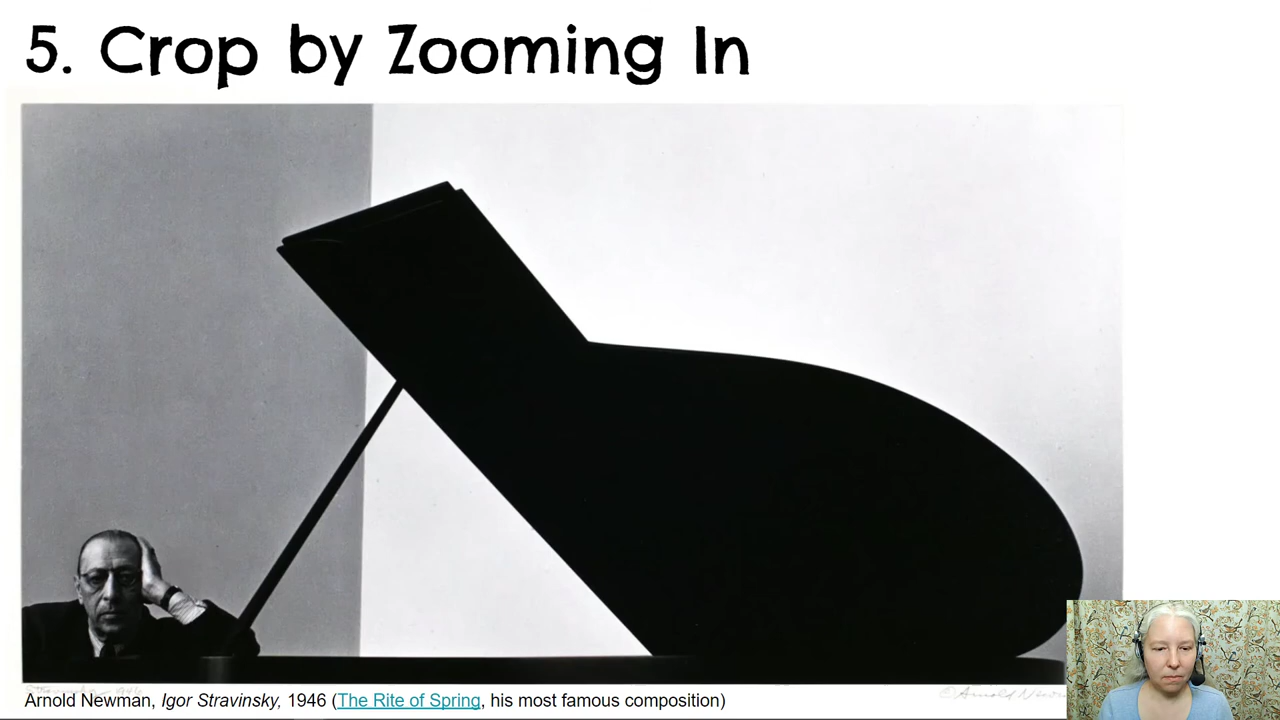 5. Crop by Zooming In
Arnold Newman, Igor Stravinsky, 1946 (The Rite of Spring, his most famous composition)